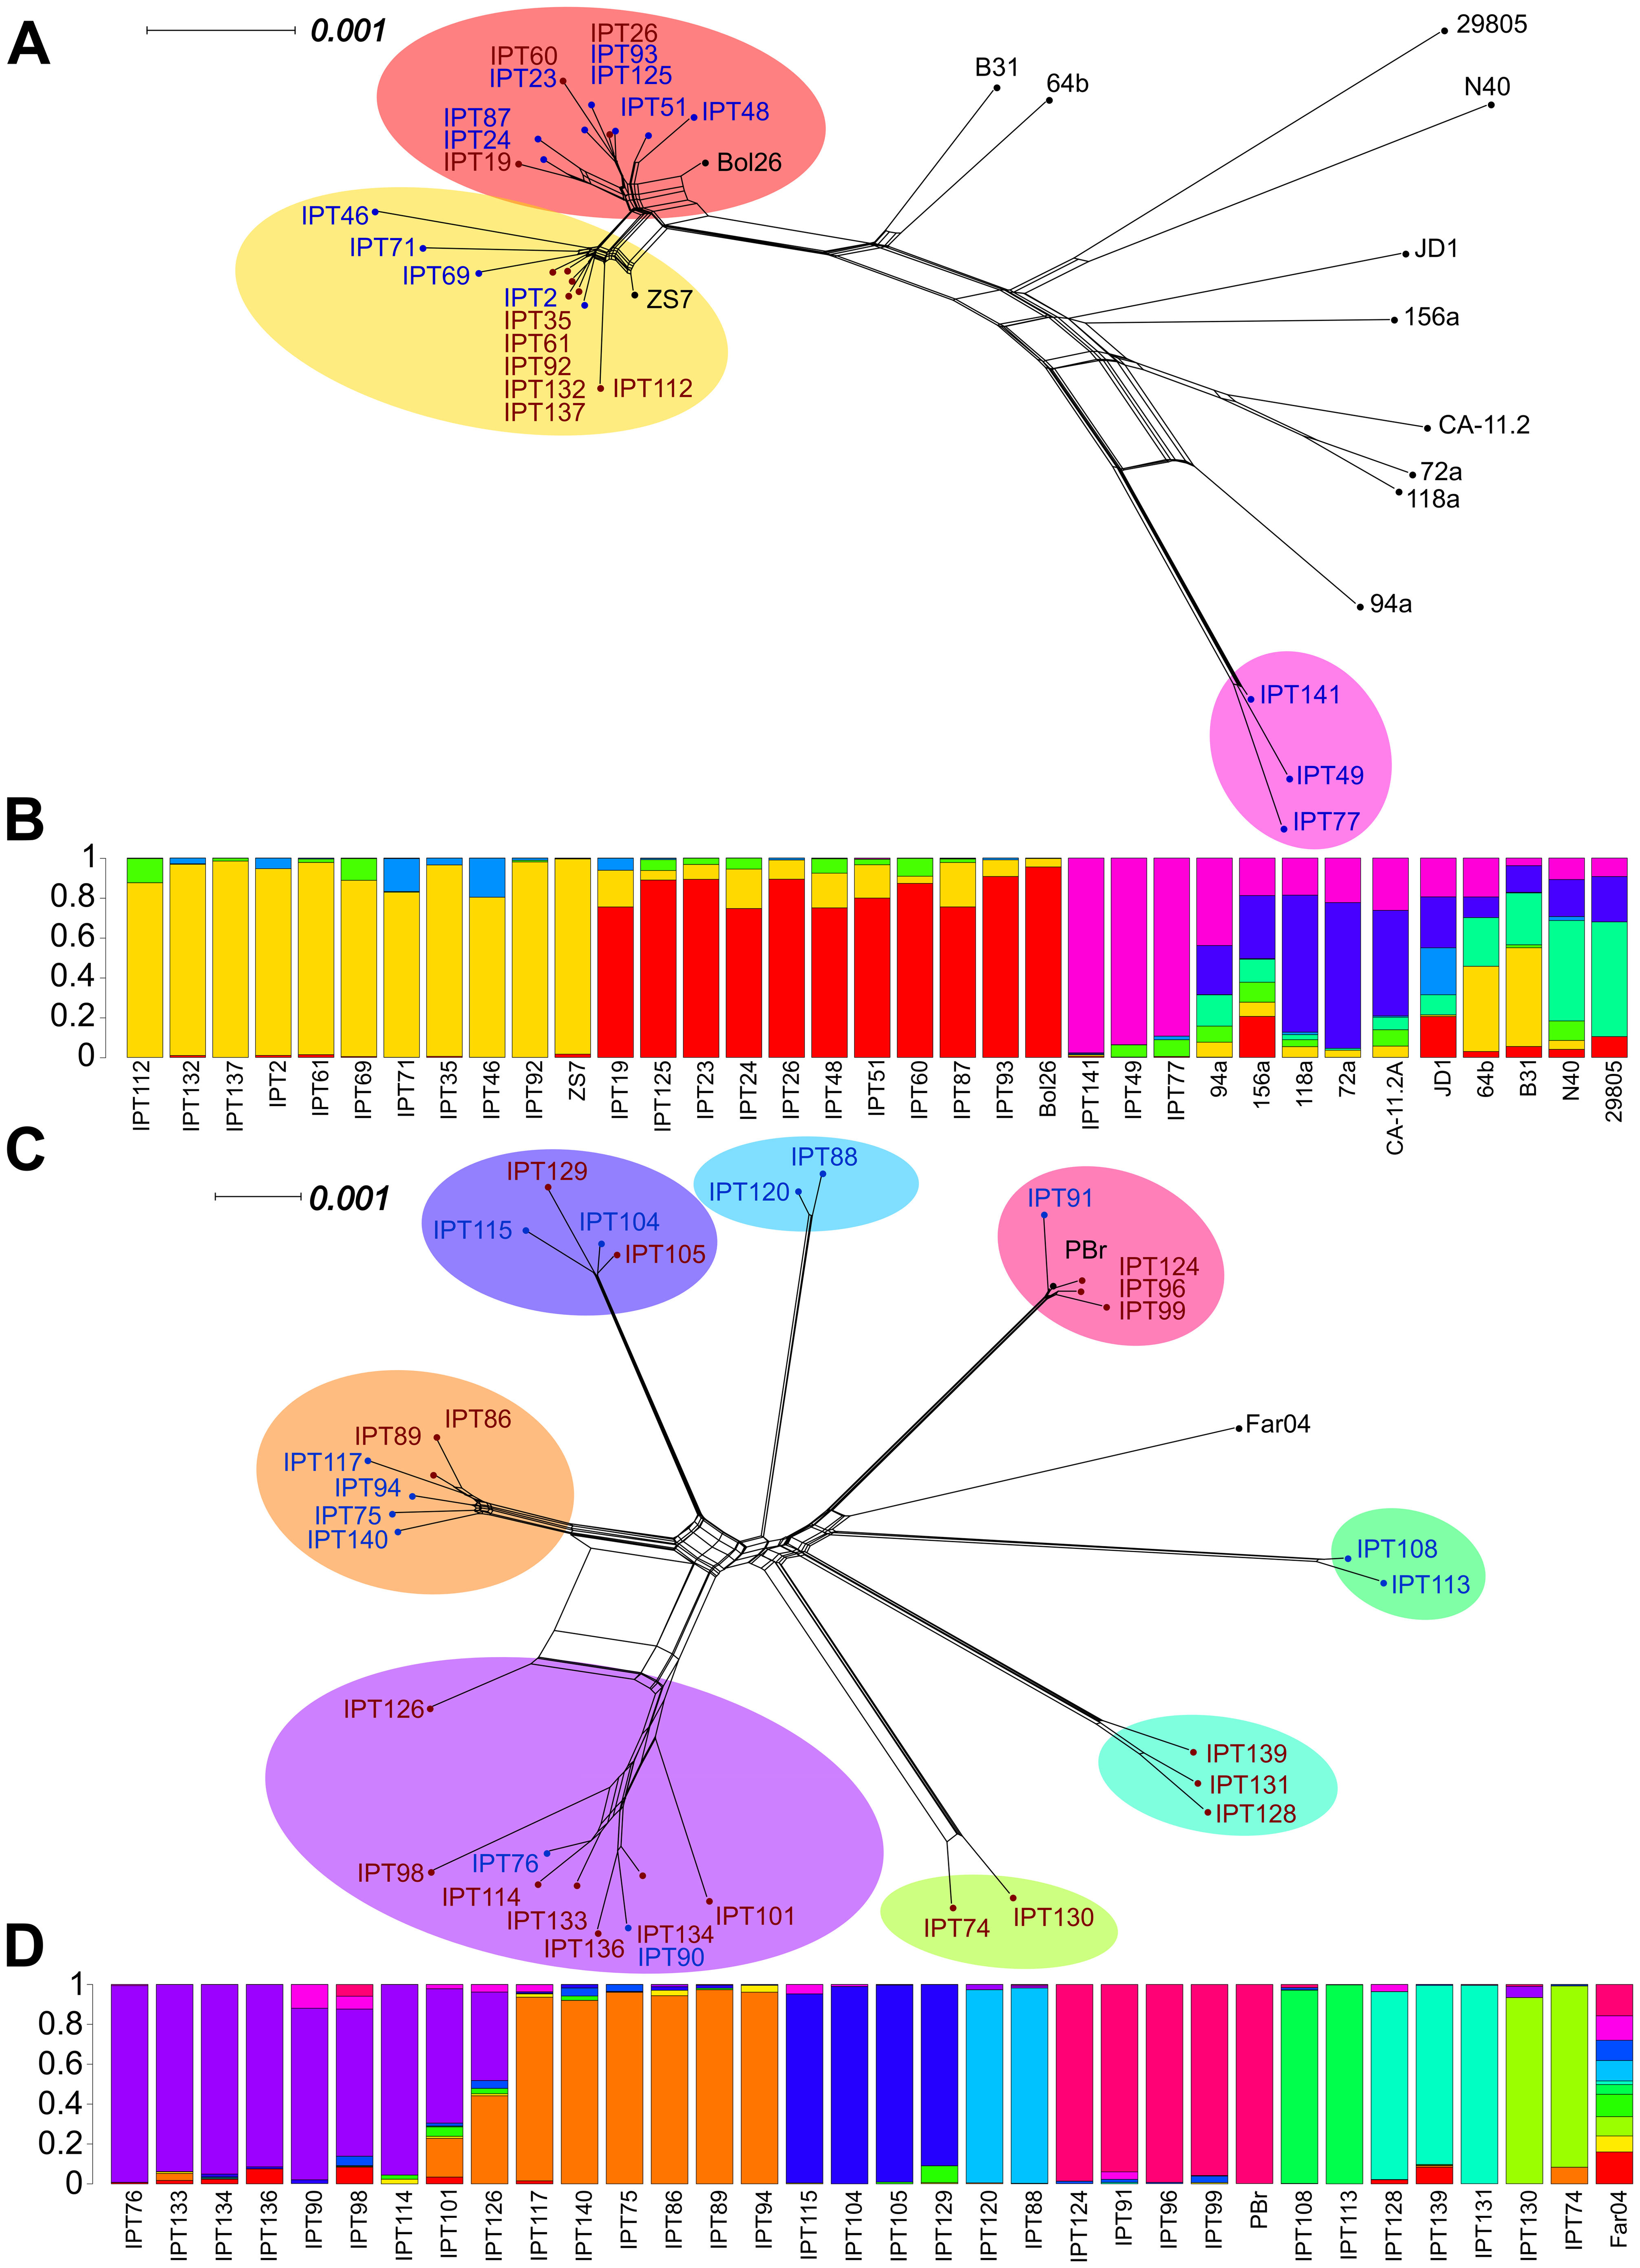 A
0.001
IPT26
IPT60
IPT93
IPT23
IPT125
IPT87
IPT51
IPT48
IPT24
IPT19
Bol26
B31
64b
29805
N40
IPT46
IPT71
IPT69
IPT2
ZS7
IPT35
IPT61
IPT92
IPT132
IPT112
IPT137
JD1
156a
CA-11.2
72a
118a
94a
IPT141
IPT49
IPT77
B
1
0.8
0.6
0.4
0.2
0
IPT112
IPT132
IPT137
IPT2
IPT61
IPT69
IPT71
IPT35
IPT46
IPT92
ZS7
IPT19
IPT125
IPT23
IPT24
IPT26
IPT48
IPT51
IPT60
IPT87
IPT93
Bol26
IPT141
IPT49
IPT77
94a
156a
118a
72a
CA-11.2A
JD1
64b
B31
N40
29805
C
0.001
IPT129
IPT115
IPT104
IPT105
IPT88
IPT120
IPT91
PBr
IPT124
IPT96
IPT99
IPT86
IPT89
IPT117
IPT94
IPT75
IPT140
Far04
IPT108
IPT113
IPT126
IPT139
IPT131
IPT128
IPT98
IPT76
IPT114
IPT133
IPT136
IPT134
IPT90
IPT101
IPT74
IPT130
D
1
0.8
0.6
0.4
0.2
0
IPT76
IPT133
IPT134
IPT136
IPT90
IPT98
IPT114
IPT101
IPT126
IPT117
IPT140
IPT75
IPT86
IPT89
IPT94
IPT115
IPT104
IPT105
IPT129
IPT120
IPT88
IPT124
IPT91
IPT96
IPT99
PBr
IPT108
IPT113
IPT128
IPT139
IPT131
IPT130
IPT74
Far04